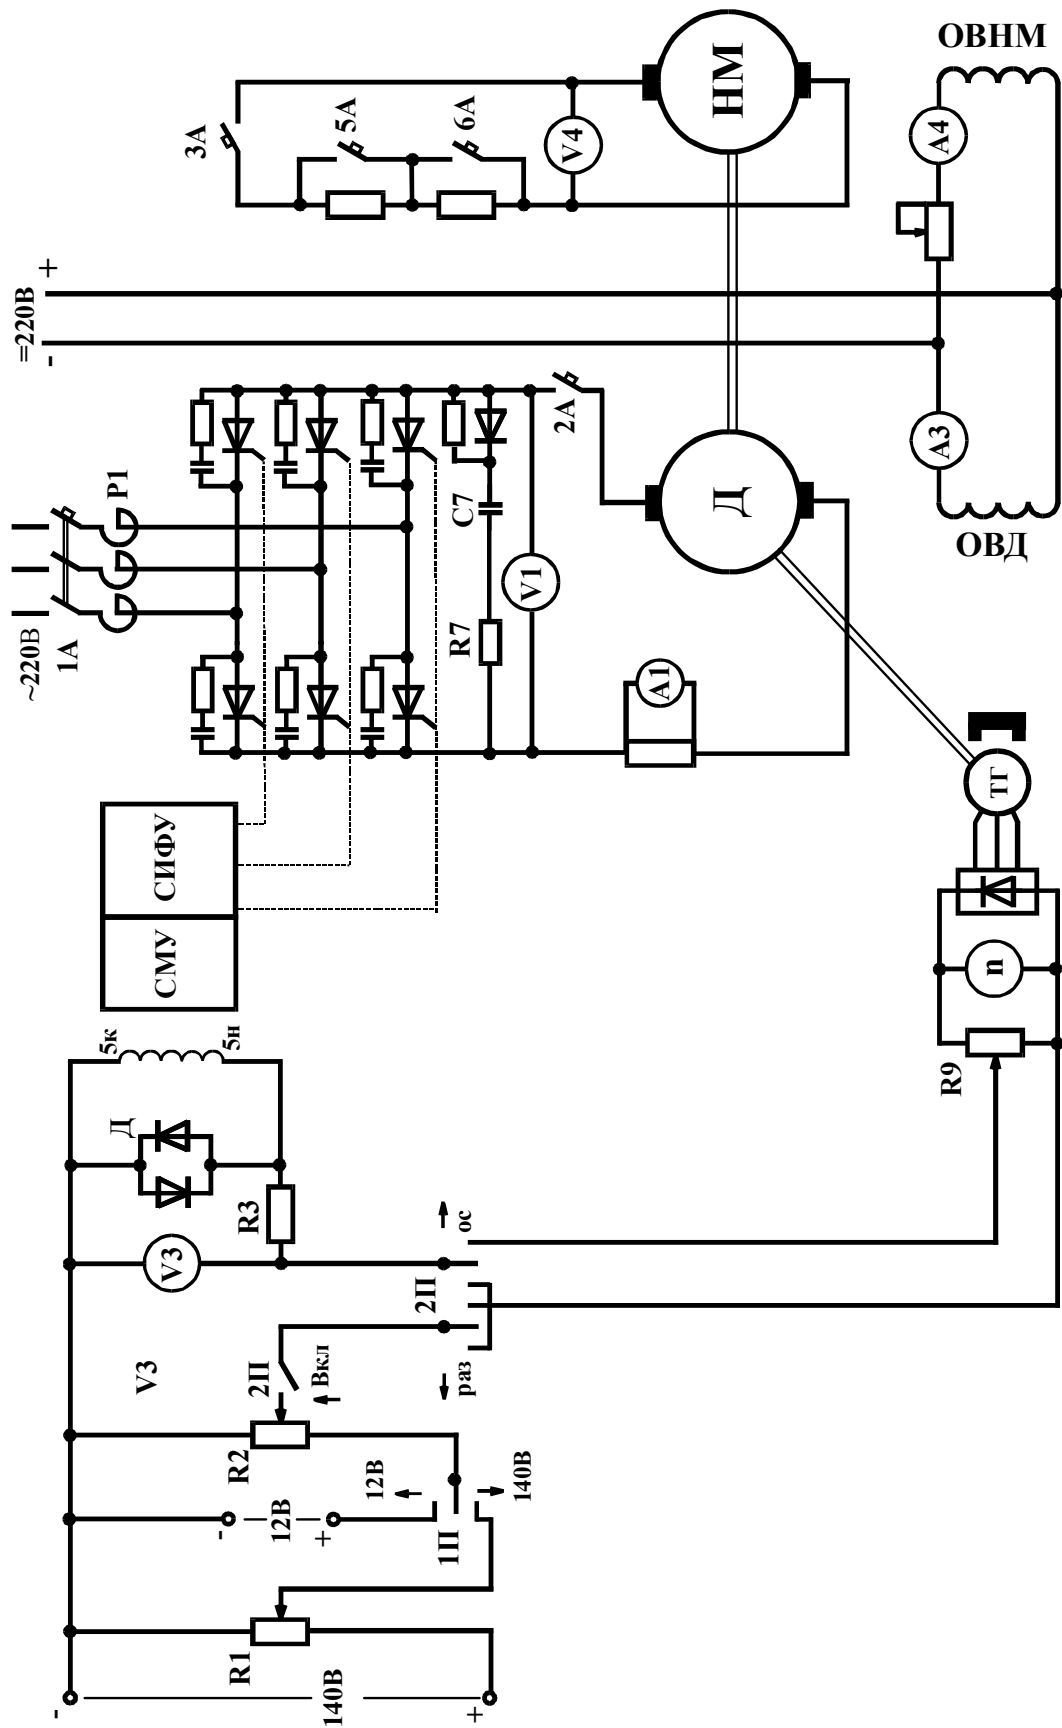 ОВНМ
НМ
3А
5А
6А
V4
А4
=220В
+
-
2А
А3
Д
ОВД
~220В
1А
Р1
С7
R7
V1
А1
СМУ
СИФУ
ТГ
n
R9
5к
5н
Д
R3
V3
ос
2П
раз
V3
2П
Вкл
R2
12В
140В
1П
-
12В
+
R1
-
140В
+